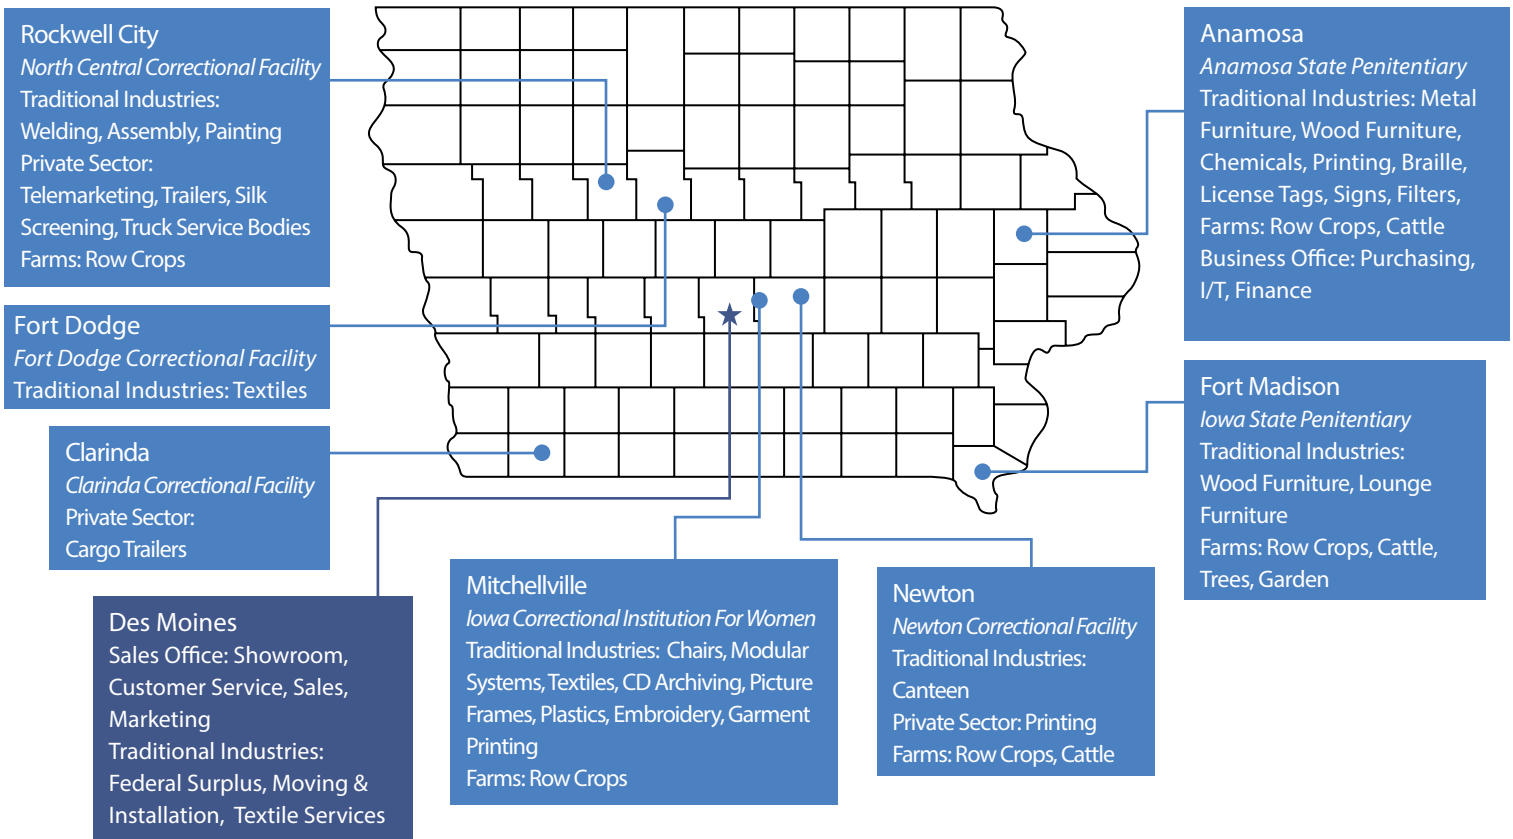 Rockwell City
North Central Correctional Facility
Traditional Industries:
Welding, Assembly, Painting
Private Sector:
Telemarketing, Trailers, Silk
Screening, Truck Service Bodies
Farms: Row Crops
Fort Dodge
Fort Dodge Correctional Facility
Traditional Industries: Textiles
Clarinda
Clarinda Correctional Facility
Private Sector:
Cargo Trailers
Des Moines
Sales Office: Showroom,
Customer Service, Sales,
Marketing
Traditional Industries:
Federal Surplus, Moving &
Installation, Textile Services
Mitchellville
Iowa Correctional Institution For Women
Traditional Industries: Chairs, Modular
Systems, Textiles, CD Archiving, Picture
Frames, Plastics, Embroidery, Garment
Printing
Farms: Row Crops
Newton
Newton Correctional Facility
Traditional Industries:
Canteen
Private Sector: Printing
Farms: Row Crops, Cattle
Anamosa
Anamosa State Penitentiary
Traditional Industries: Metal
Furniture, Wood Furniture,
Chemicals, Printing, Braille,
License Tags, Signs, Filters,
Farms: Row Crops, Cattle
Business Office: Purchasing,
I/T, Finance
Fort Madison
Iowa State Penitentiary
Traditional Industries:
Wood Furniture, Lounge
Furniture
Farms: Row Crops, Cattle,
Trees, Garden